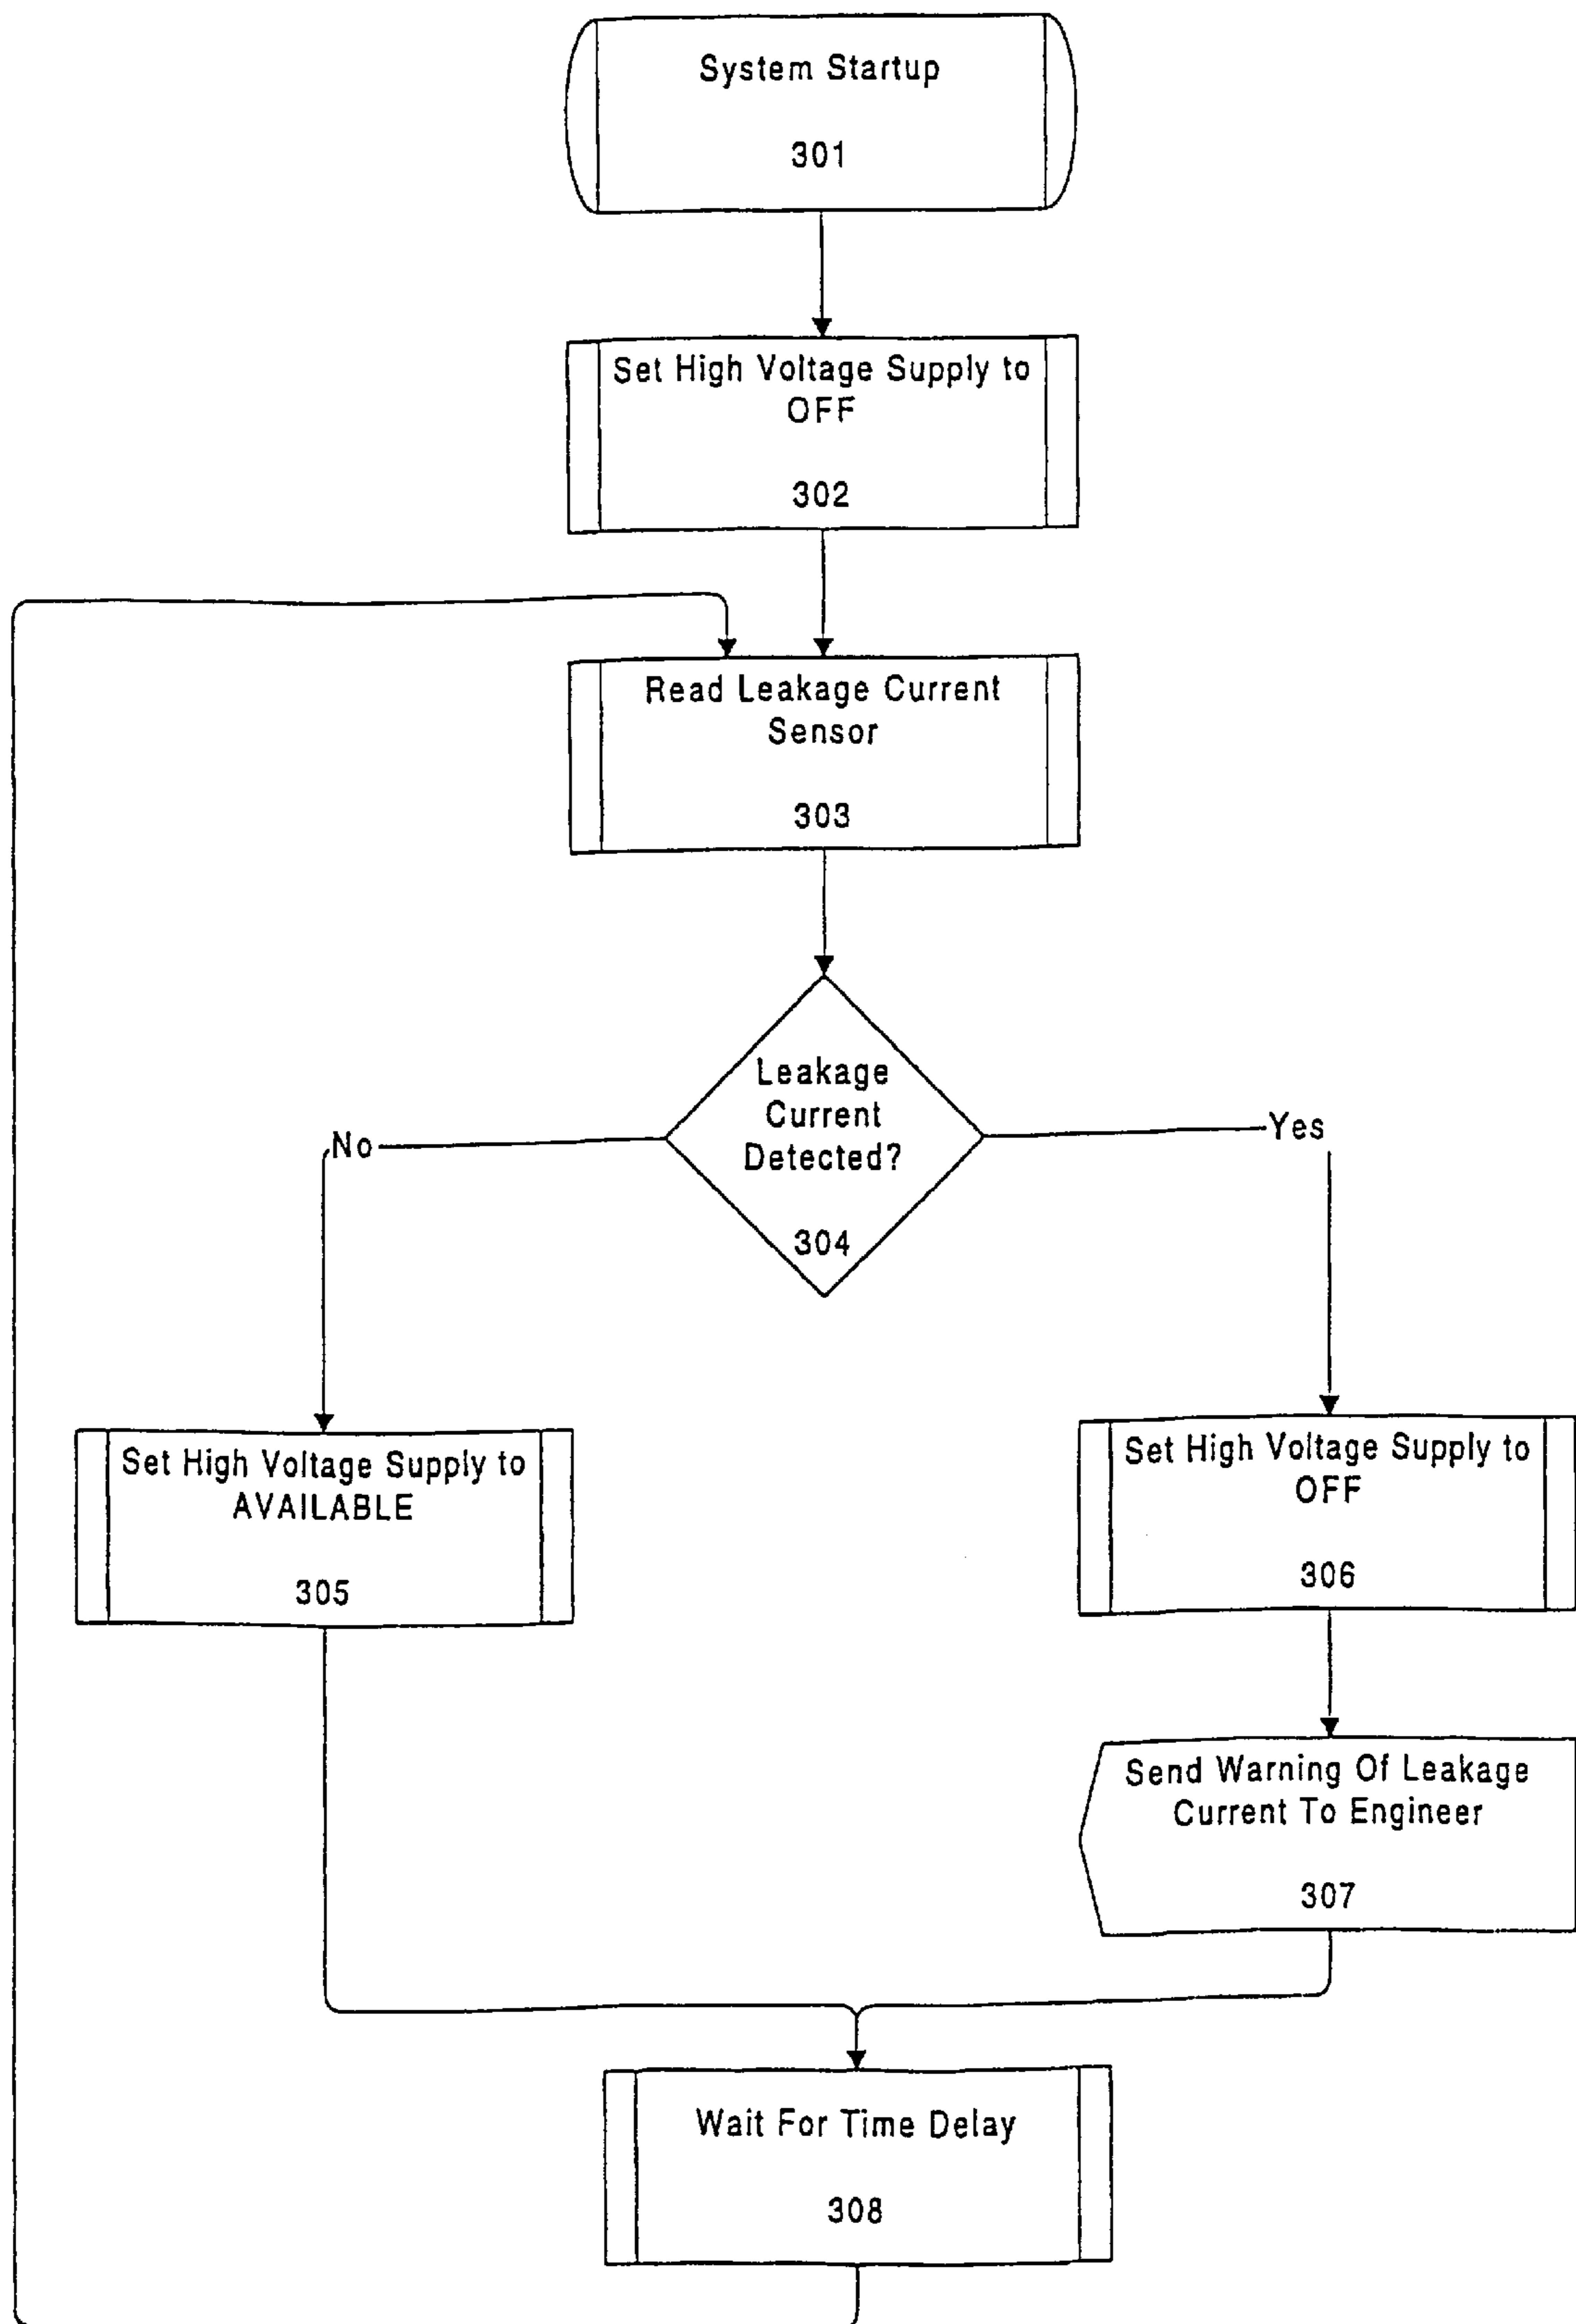 System Startup
301
Set High Voltage Supply to
OFF
302
Read Leakage Current
Sensor
303
Leakage
Current
Detected?
304
No
Yes
Set High Voltage Supply to
AVAILABLE
305
Set High Voltage Supply to
OFF
306
Send Warning Of Leakage
Current To Engineer
307
Wait For Time Delay
308